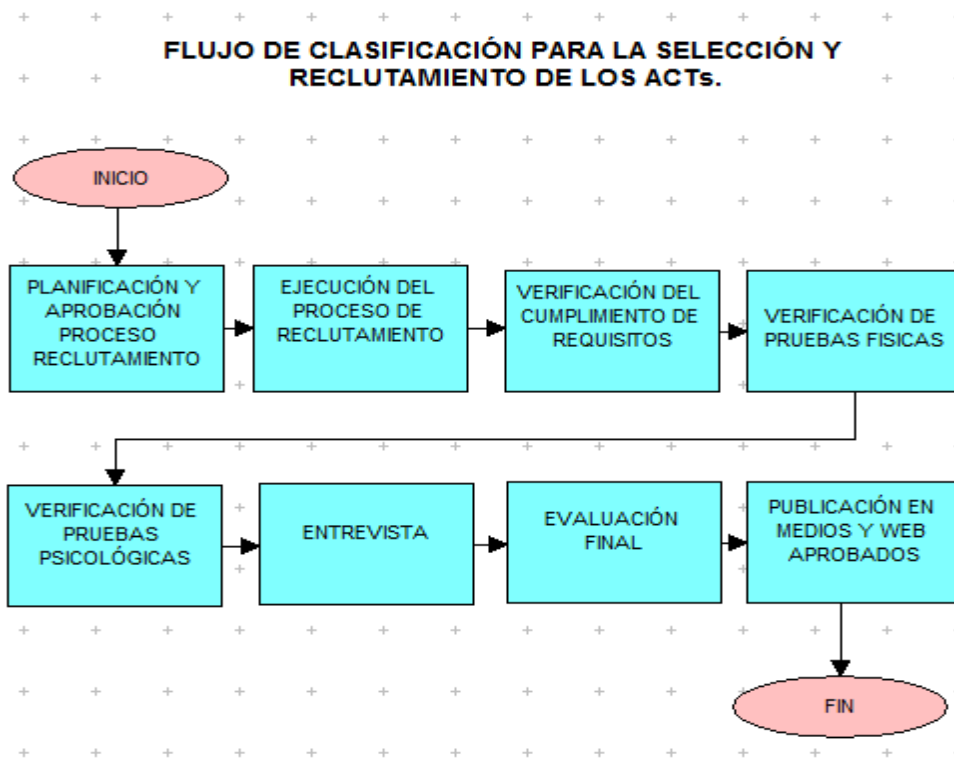 FLUJO DE CLASIFICACIÓN PARA LA SELECCIÓN Y
RECLUTAMIENTO DE LOS ACTs.
INICIO
PLANIFICACIÓN Y
APROBACIÓN
PROCESO
RECLUTAMIENTO
EJECUCIÓN DEL
PROCESO DE
RECLUTAMIENTO
VERIFICACIÓN DEL
CUMPLIMIENTO DE
REQUISITOS
VERIFICACIÓN DE
PRUEBAS FISICAS
VERIFICACIÓN DE
PRUEBAS
PSICOLÓGICAS
ENTREVISTA
EVALUACIÓN
FINAL
PUBLICACIÓN EN
MEDIOS Y WEB
APROBADOS
FIN